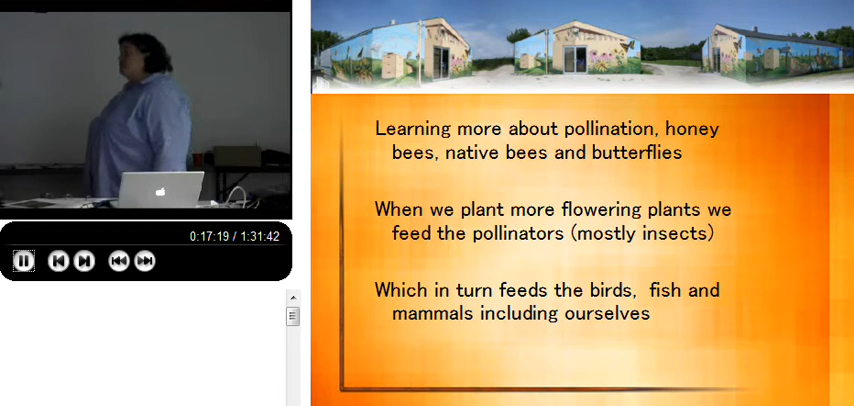 0:17:19 / 1:31:42
Learning more about pollination, honey
bees, native bees and butterflies
When we plant more flowering plants we
feed the pollinators (mostly insects)
Which in turn feeds the birds, fish and
mammals including ourselves